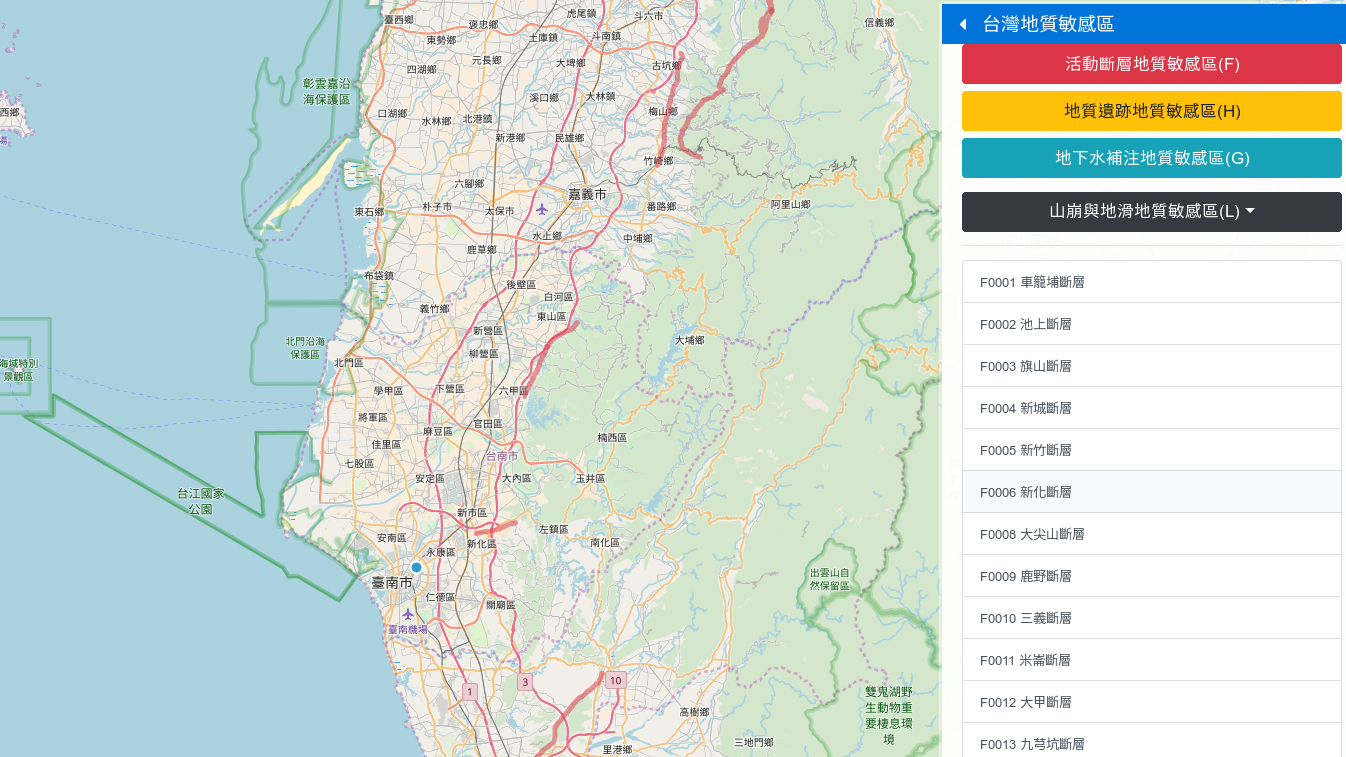 台灣地質敏感區
活動斷層地質敏感區(F)
地質遺跡地質敏感區(H)
地下水補注地質敏感區(G)
山崩與地滑地質敏感區(L)
F0001 車籠埔斷層
F0002 池上斷層
F0003 旗山斷層
F0004 新城斷層
F0005 新竹斷層
F0006 新化斷層
F0008 大尖山斷層
F0009 鹿野斷層
F0010 三義斷層
F0011 米崙斷層
F0012 大甲斷層
F0013 九芎坑斷層
臺西鄉
褒忠鄉
虎尾鎮
斗六市
信義鄉
東勢鄉
土庫鎮
斗南鎮
元長鄉
大埤鄉
古坑鄉
四湖鄉
彰雲嘉沿
海保護區
溪口鄉
大林鎮
西鄉
口湖鄉
水林鄉
北港鎮
梅山鄉
新港鄉
民雄鄉
竹崎鄉
六腳鄉
嘉義市
朴子市
太保市
番路鄉
阿里山鄉
東石鄉
水上鄉
中埔鄉
鹿草鄉
布袋鎮
後壁區
白河區
義竹鄉
東山區
新營區
北門沿海
保護區
柳營區
大埔鄉
海域特別
景觀區
北門區
學甲區
下營區
六甲區
將軍區
官田區
麻豆區
佳里區
楠西區
台南市
七股區
安定區
大內區
玉井區
台江國家
公園
新市區
左鎮區
安南區
新化區
南化區
永康區
臺南市
出雲山自
然保留區
仁德區
關廟區
臺南機場
1
3
10
雙鬼湖野
生動物重
要棲息環
境
高樹鄉
三地門鄉
里港鄉